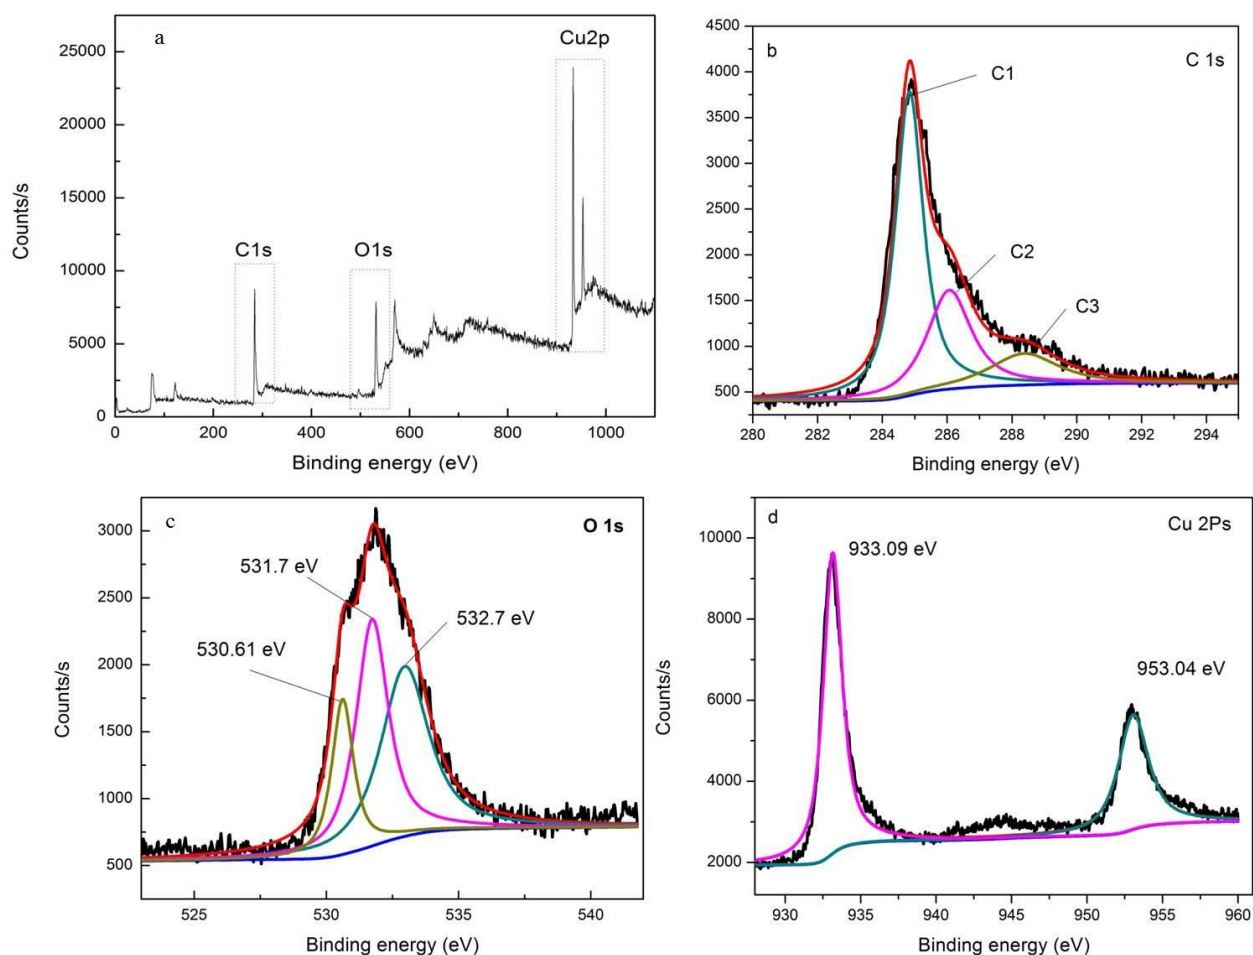 a
Cu2p
C1s
O1s
25000
20000
15000
10000
5000
0
0 200 400 600 800 1000
Counts/s
Binding energy (eV)
b
C 1s
C1
C2
C3
4500
4000
3500
3000
2500
2000
1500
1000
500
280 282 284 286 288 290 292 294
Counts/s
Binding energy (eV)
c
O 1s
531.7 eV
532.7 eV
530.61 eV
3000
2500
2000
1500
1000
500
525 530 535 540
Counts/s
Binding energy (eV)
d
Cu 2Ps
933.09 eV
953.04 eV
10000
8000
6000
4000
2000
930 935 940 945 950 955 960
Counts/s
Binding energy (eV)